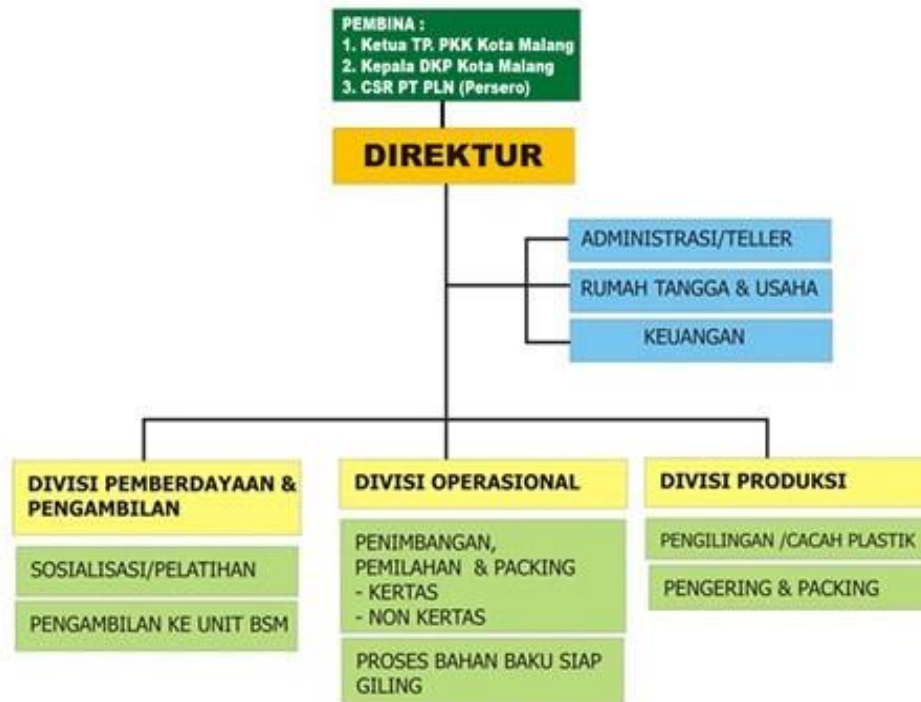 PEMBINA :
1. Ketua TP. PKK Kota Malang
2. Kepala DKP Kota Malang
3. CSR PT PLN (Persero)
DIREKTUR
ADMINISTRASI/TELLER
RUMAH TANGGA & USAHA
KEUANGAN
DIVISI PEMBERDAYAAN &
PENGAMBILAN
SOSIALISASI/PELATIHAN
PENGAMBILAN KE UNIT BSM
DIVISI OPERASIONAL
PENIMBANGAN,
PEMILAHAN & PACKING
- KERTAS
- NON KERTAS
PROSES BAHAN BAKU SIAP
GILING
DIVISI PRODUKSI
PENGILINGAN /CACAH PLASTIK
PENGERING & PACKING